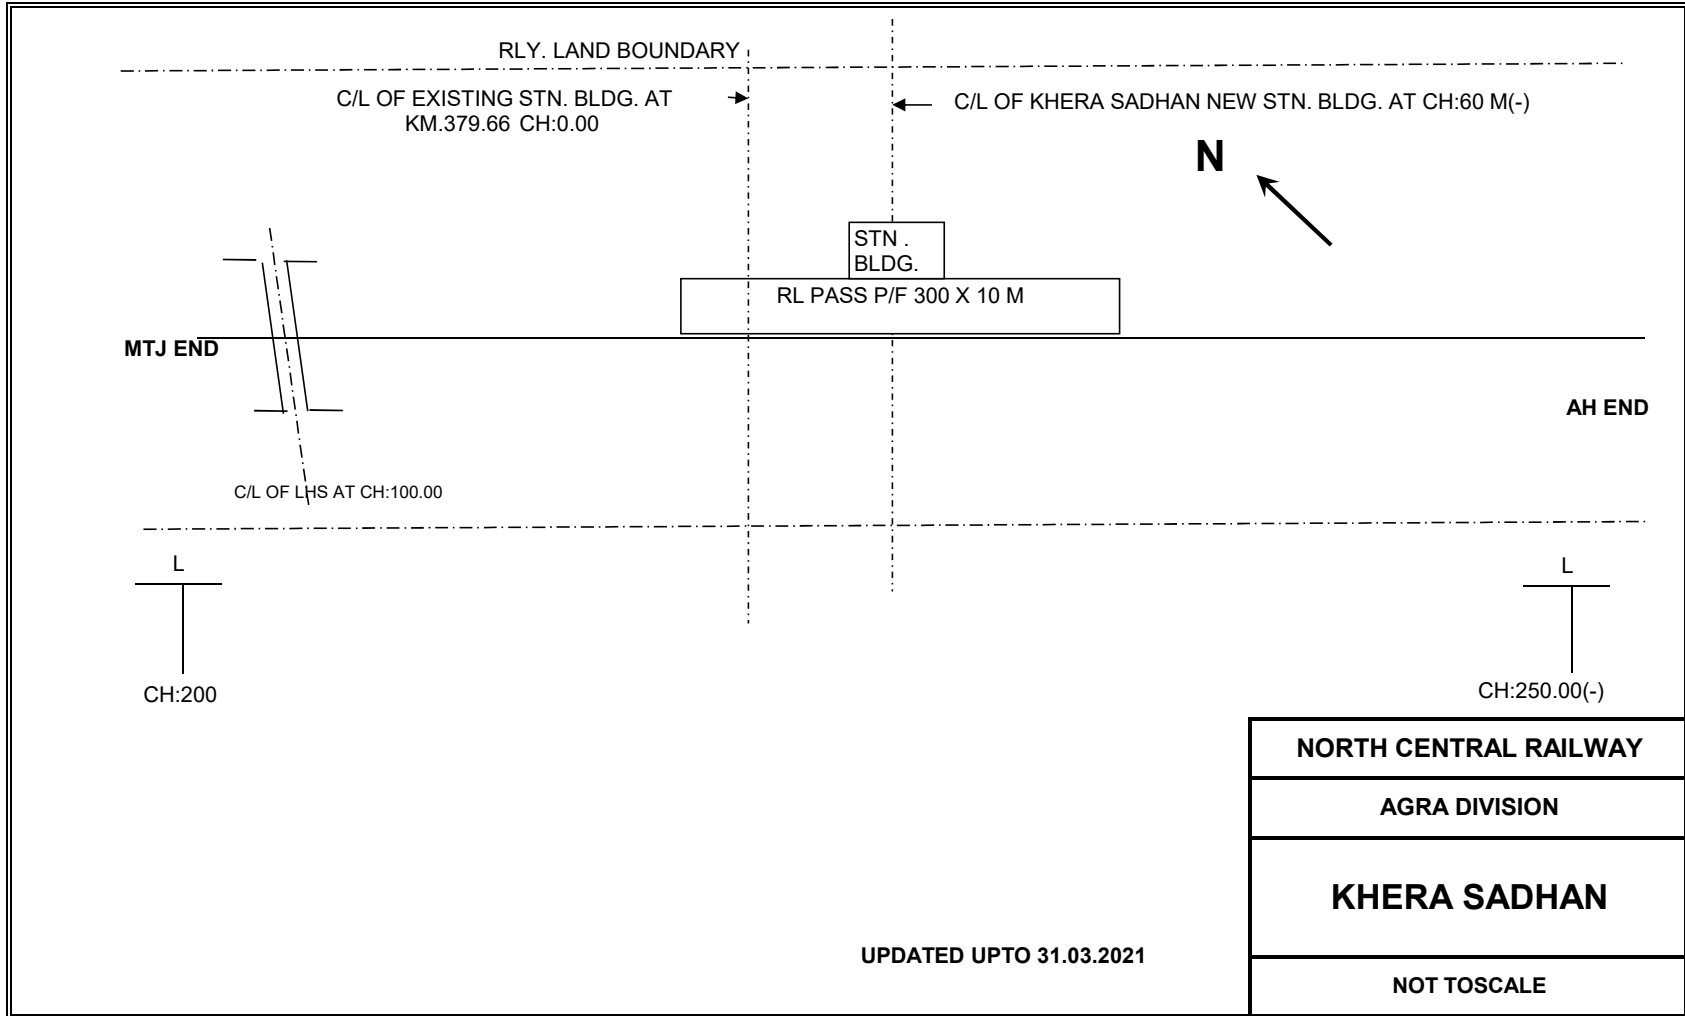 RLY. LAND BOUNDARY
C/L OF EXISTING STN. BLDG. AT
KM.379.66 CH:0.00
C/L OF KHERA SADHAN NEW STN. BLDG. AT CH:60 M(-)
N
STN .
BLDG.
RL PASS P/F 300 X 10 M
MTJ END
AH END
C/L OF LHS AT CH:100.00
L
L
CH:200
CH:250.00(-)
NORTH CENTRAL RAILWAY
AGRA DIVISION
KHERA SADHAN
UPDATED UPTO 31.03.2021
NOT TOSCALE